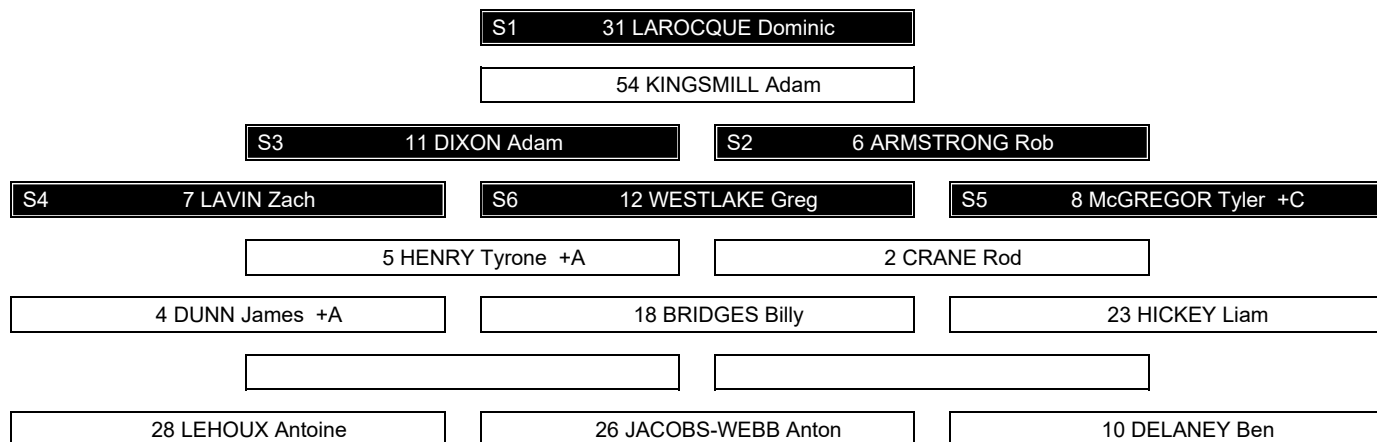 S1 31 LAROCQUE Dominic
54 KINGSMILL Adam
S3 11 DIXON Adam S2 6 ARMSTRONG Rob
S4 7 LAVIN Zach S6 12 WESTLAKE Greg S5 8 McGREGOR Tyler +C
5 HENRY Tyrone +A 2 CRANE Rod
4 DUNN James +A 18 BRIDGES Billy 23 HICKEY Liam
28 LEHOUX Antoine 26 JACOBS-WEBB Anton 10 DELANEY Ben